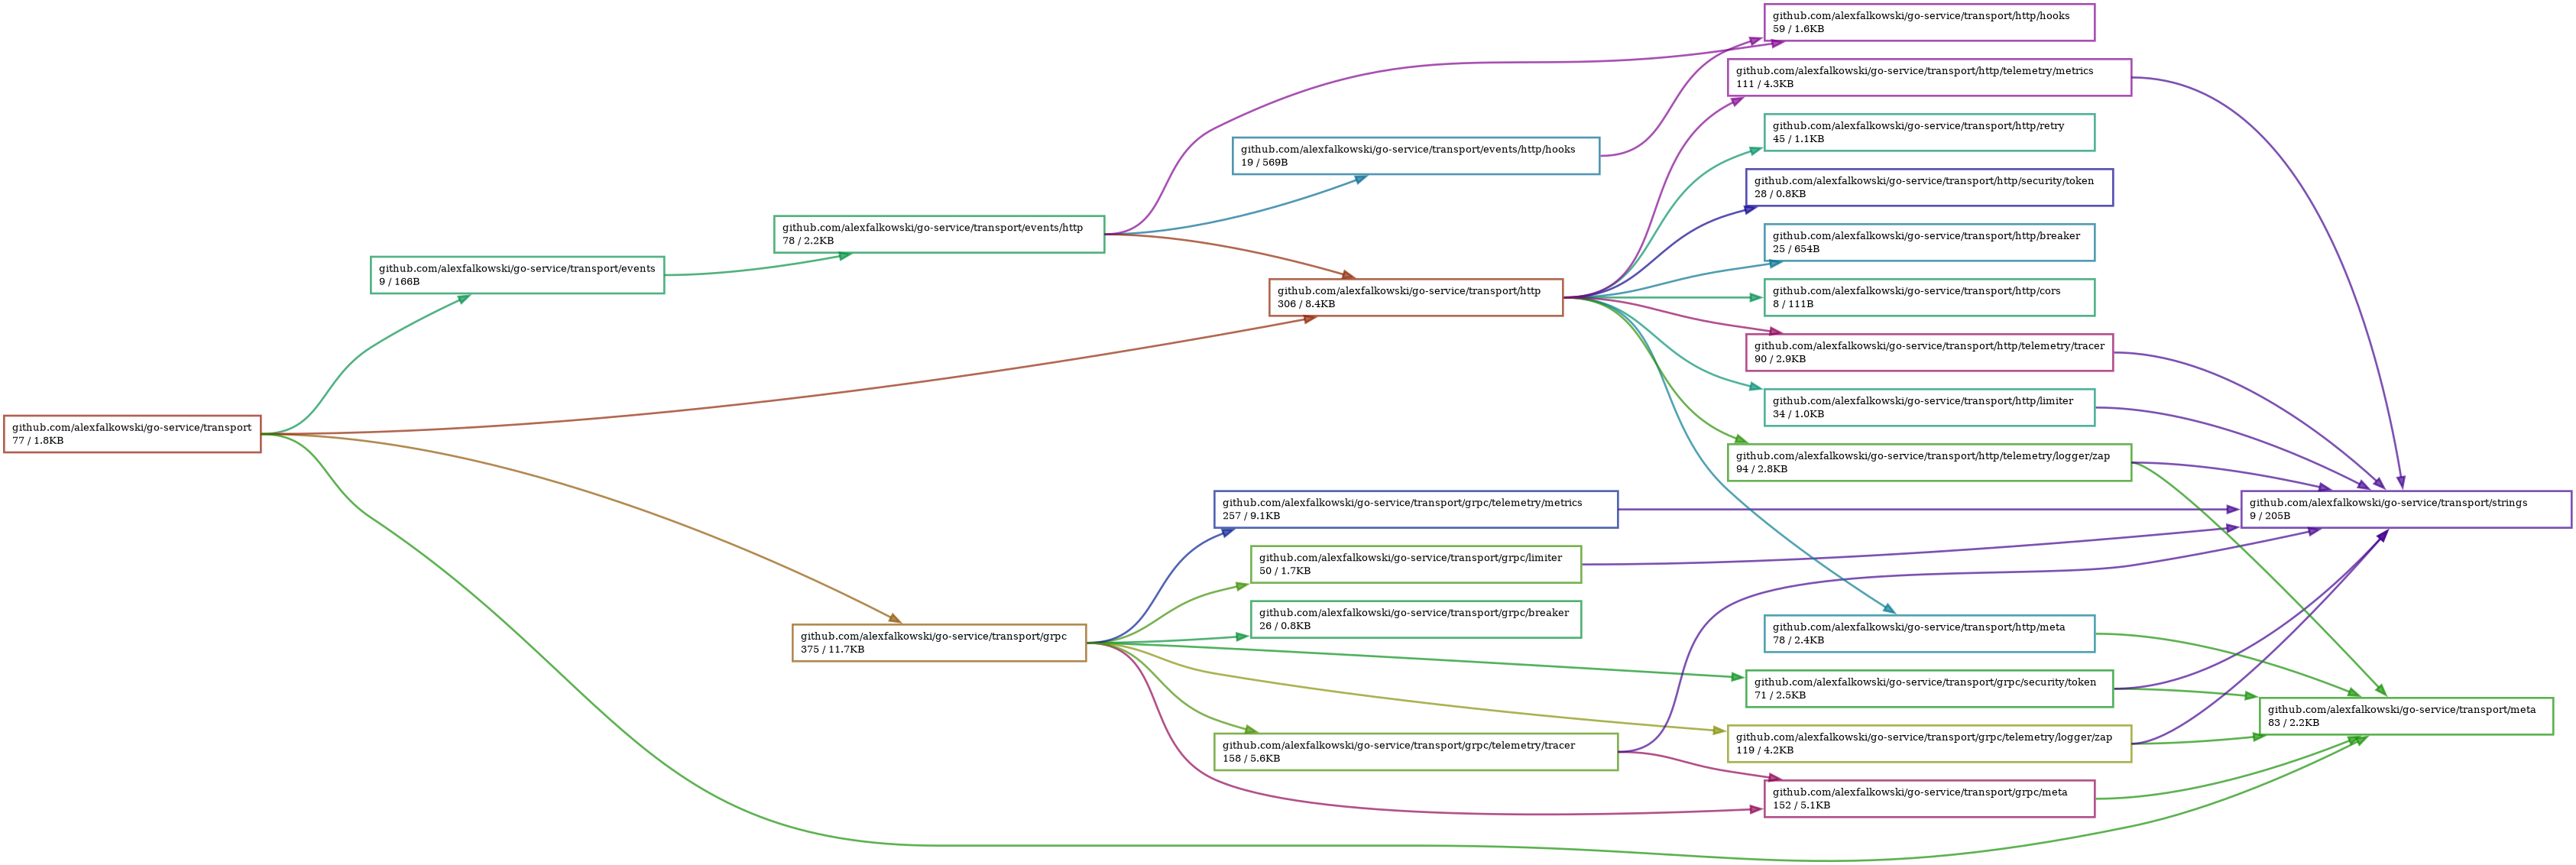 github.com/alexfalkowski/go-service/transport/http/hooks
59 / 1.6KB
github.com/alexfalkowski/go-service/transport/http/telemetry/metrics
111 / 4.3KB
github.com/alexfalkowski/go-service/transport/http/retry
45 / 1.1KB
github.com/alexfalkowski/go-service/transport/events/http/hooks
19 / 569B
github.com/alexfalkowski/go-service/transport/http/security/token
28 / 0.8KB
github.com/alexfalkowski/go-service/transport/events/http
78 / 2.2KB
github.com/alexfalkowski/go-service/transport/http/breaker
25 / 654B
github.com/alexfalkowski/go-service/transport/events
9 / 166B
github.com/alexfalkowski/go-service/transport/http
306 / 8.4KB
github.com/alexfalkowski/go-service/transport/http/cors
8 / 111B
github.com/alexfalkowski/go-service/transport/http/telemetry/tracer
90 / 2.9KB
github.com/alexfalkowski/go-service/transport/http/limiter
34 / 1.0KB
github.com/alexfalkowski/go-service/transport
77 / 1.8KB
github.com/alexfalkowski/go-service/transport/http/telemetry/logger/zap
94 / 2.8KB
github.com/alexfalkowski/go-service/transport/grpc/telemetry/metrics
257 / 9.1KB
github.com/alexfalkowski/go-service/transport/strings
9 / 205B
github.com/alexfalkowski/go-service/transport/grpc/limiter
50 / 1.7KB
github.com/alexfalkowski/go-service/transport/grpc/breaker
26 / 0.8KB
github.com/alexfalkowski/go-service/transport/http/meta
78 / 2.4KB
github.com/alexfalkowski/go-service/transport/grpc
375 / 11.7KB
github.com/alexfalkowski/go-service/transport/grpc/security/token
71 / 2.5KB
github.com/alexfalkowski/go-service/transport/meta
83 / 2.2KB
github.com/alexfalkowski/go-service/transport/grpc/telemetry/logger/zap
119 / 4.2KB
github.com/alexfalkowski/go-service/transport/grpc/telemetry/tracer
158 / 5.6KB
github.com/alexfalkowski/go-service/transport/grpc/meta
152 / 5.1KB